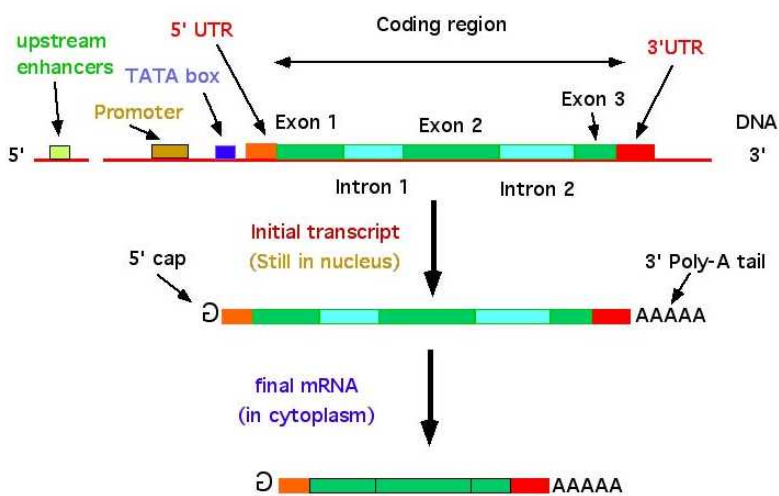 5' UTR
Coding region
upstream
enhancers
TATA box
3'UTR
Promoter
Exon 1
Exon 2
Exon 3
DNA
5'
3'
Intron 1
Intron 2
Initial transcript
(Still in nucleus)
5' cap
3' Poly-A tail
G
AAAAA
final mRNA
(in cytoplasm)
G
AAAAA